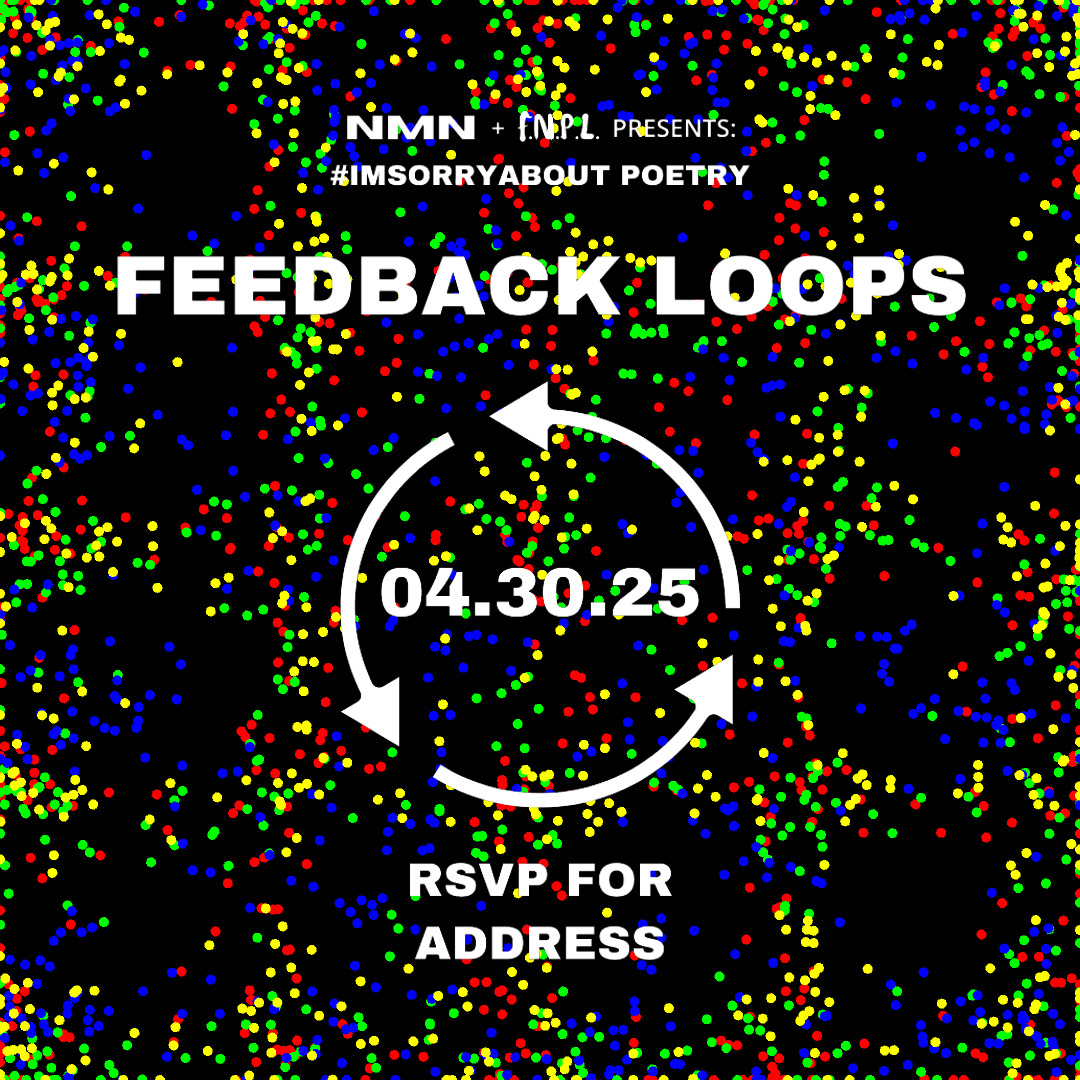 NMN + F.N.P.L. PRESENTS:
#IMSORRYABOUT POETRY
FEEDBACK LOOPS
04.30.25
RSVP FOR
ADDRESS